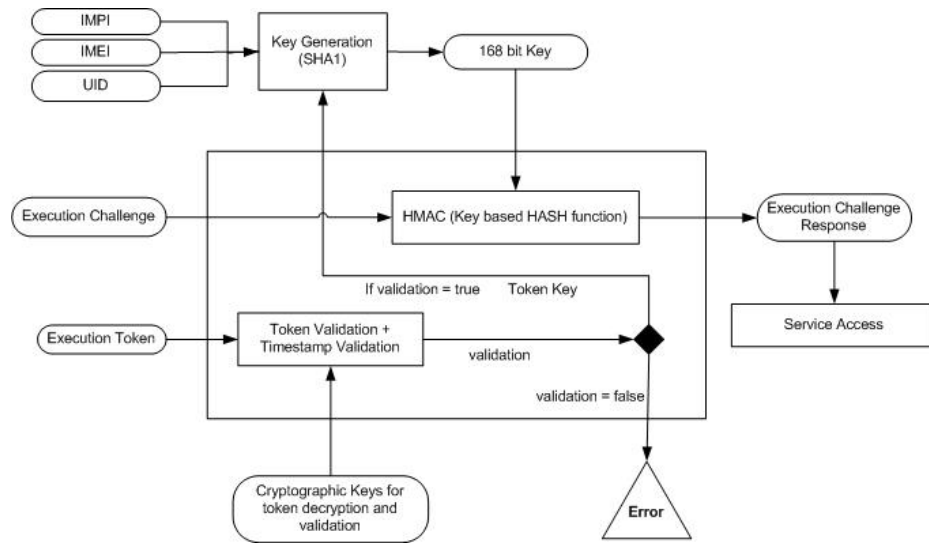 IMPI
IMEI
UID
Key Generation
(SHA1)
168 bit Key
Execution Challenge
HMAC (Key based HASH function)
Execution Challenge
Response
If validation = true
Token Key
Service Access
Execution Token
Token Validation +
Timestamp Validation
validation
validation = false
Cryptographic Keys for
token decryption and
validation
Error